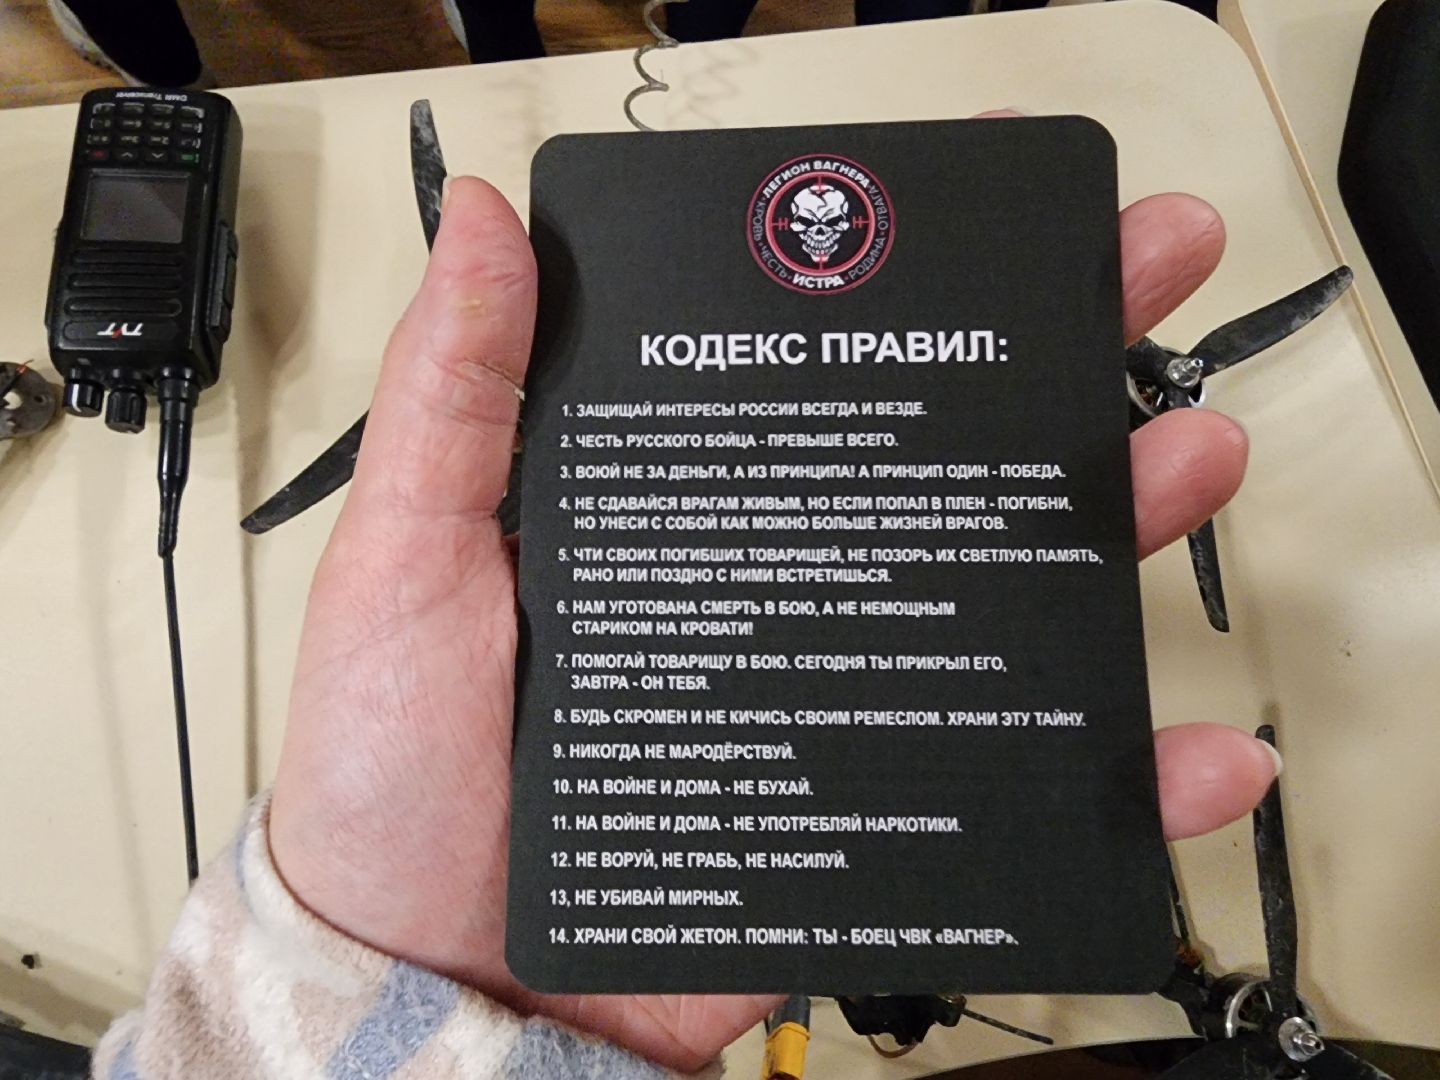 DMR Transceiver
TYT
ЛЕГИОН ВАГНЕРА
КРОВЬ · ЧЕСТЬ · РОДИНА · ОТВАГА
Н Н
ИСТРА
КОДЕКС ПРАВИЛ:
1. ЗАЩИЩАЙ ИНТЕРЕСЫ РОССИИ ВСЕГДА И ВЕЗДЕ.
2. ЧЕСТЬ РУССКОГО БОЙЦА - ПРЕВЫШЕ ВСЕГО.
3. ВОЮЙ НЕ ЗА ДЕНЬГИ, А ИЗ ПРИНЦИПА! А ПРИНЦИП ОДИН - ПОБЕДА.
4. НЕ СДАВАЙСЯ ВРАГАМ ЖИВЫМ, НО ЕСЛИ ПОПАЛ В ПЛЕН - ПОГИБНИ,
НО УНЕСИ С СОБОЙ КАК МОЖНО БОЛЬШЕ ЖИЗНЕЙ ВРАГОВ.
5. ЧТИ СВОИХ ПОГИБШИХ ТОВАРИЩЕЙ, НЕ ПОЗОРЬ ИХ СВЕТЛУЮ ПАМЯТЬ,
РАНО ИЛИ ПОЗДНО С НИМИ ВСТРЕТИШЬСЯ.
6. НАМ УГОТОВАНА СМЕРТЬ В БОЮ, А НЕ НЕМОЩНЫМ
СТАРИКОМ НА КРОВАТИ!
7. ПОМОГАЙ ТОВАРИЩУ В БОЮ. СЕГОДНЯ ТЫ ПРИКРЫЛ ЕГО,
ЗАВТРА - ОН ТЕБЯ.
8. БУДЬ СКРОМЕН И НЕ КИЧИСЬ СВОИМ РЕМЕСЛОМ. ХРАНИ ЭТУ ТАЙНУ.
9. НИКОГДА НЕ МАРОДЁРСТВУЙ.
10. НА ВОЙНЕ И ДОМА - НЕ БУХАЙ.
11. НА ВОЙНЕ И ДОМА - НЕ УПОТРЕБЛЯЙ НАРКОТИКИ.
12. НЕ ВОРУЙ, НЕ ГРАБЬ, НЕ НАСИЛУЙ.
13, НЕ УБИВАЙ МИРНЫХ.
14. ХРАНИ СВОЙ ЖЕТОН. ПОМНИ: ТЫ - БОЕЦ ЧВК «ВАГНЕР».